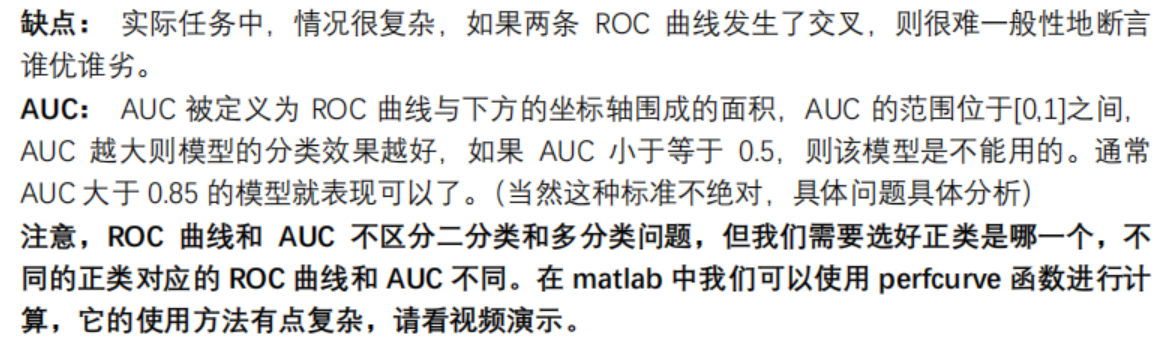 缺点： 实际任务中，情况很复杂，如果两条 ROC 曲线发生了交叉，则很难一般性地断言
谁优谁劣。
AUC： AUC 被定义为 ROC 曲线与下方的坐标轴围成的面积，AUC 的范围位于[0,1]之间，
AUC 越大则模型的分类效果越好，如果 AUC 小于等于 0.5，则该模型是不能用的。通常
AUC大于 0.85 的模型就表现可以了。（当然这种标准不绝对，具体问题具体分析）
注意，ROC 曲线和 AUC 不区分二分类和多分类问题，但我们需要选好正类是哪一个，不
同的正类对应的 ROC 曲线和 AUC 不同。在 matlab 中我们可以使用 perfcurve 函数进行计
算，它的使用方法有点复杂，请看视频演示。